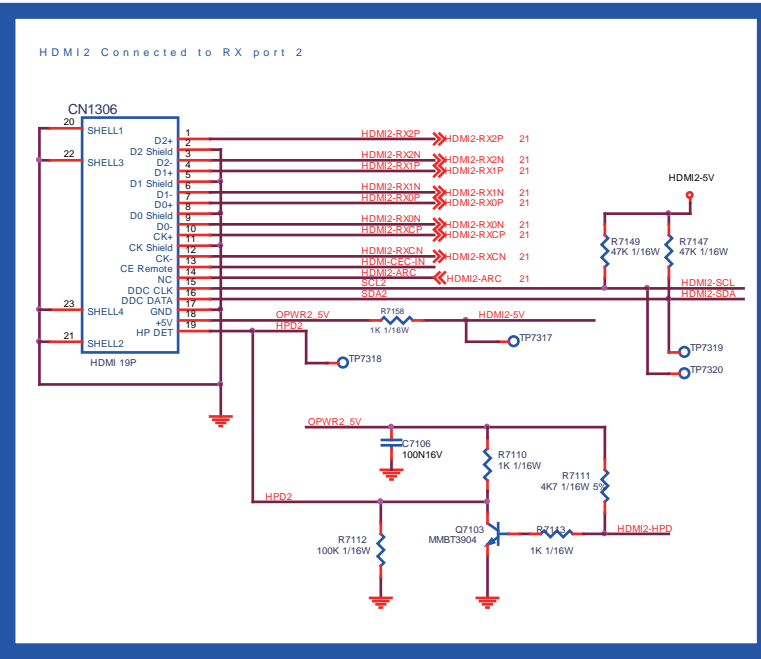 HDMI2 Connected to RX port 2
CN1306
20 SHELL1
22 SHELL3
23 SHELL4
21 SHELL2
D2+ 1
D2 Shield 2
D2- 3
D1+ 4
D1 Shield 5
D1- 6
D0+ 7
D0 Shield 8
D0- 9
CK+ 10
CK Shield 11
CK- 12
CE Remote 13
NC 14
DDC CLK 15
DDC DATA 16
GND 17
+5V 18
HP DET 19
HDMI 19P
HDMI2-RX2P HDMI2-RX2P 21
HDMI2-RX2N HDMI2-RX2N 21
HDMI2-RX1P HDMI2-RX1P 21
HDMI2-RX1N HDMI2-RX1N 21
HDMI2-RX0P HDMI2-RX0P 21
HDMI2-RX0N HDMI2-RX0N 21
HDMI2-RXCP HDMI2-RXCP 21
HDMI2-RXCN HDMI2-RXCN 21
HDMI-CEC-IN
HDMI2-ARC HDMI2-ARC 21
SCL2
SDA2
HDMI2-5V
R7149
47K 1/16W
R7147
47K 1/16W
HDMI2-SCL
HDMI2-SDA
OPWR2_5V
R7158
1K 1/16W
HDMI2-5V
HPD2
TP7318
TP7317
TP7319
TP7320
OPWR2_5V
C7106
100N16V
R7110
1K 1/16W
R7111
4K7 1/16W 5%
HPD2
R7112
100K 1/16W
Q7103
MMBT3904
R7113
1K 1/16W
HDMI2-HPD